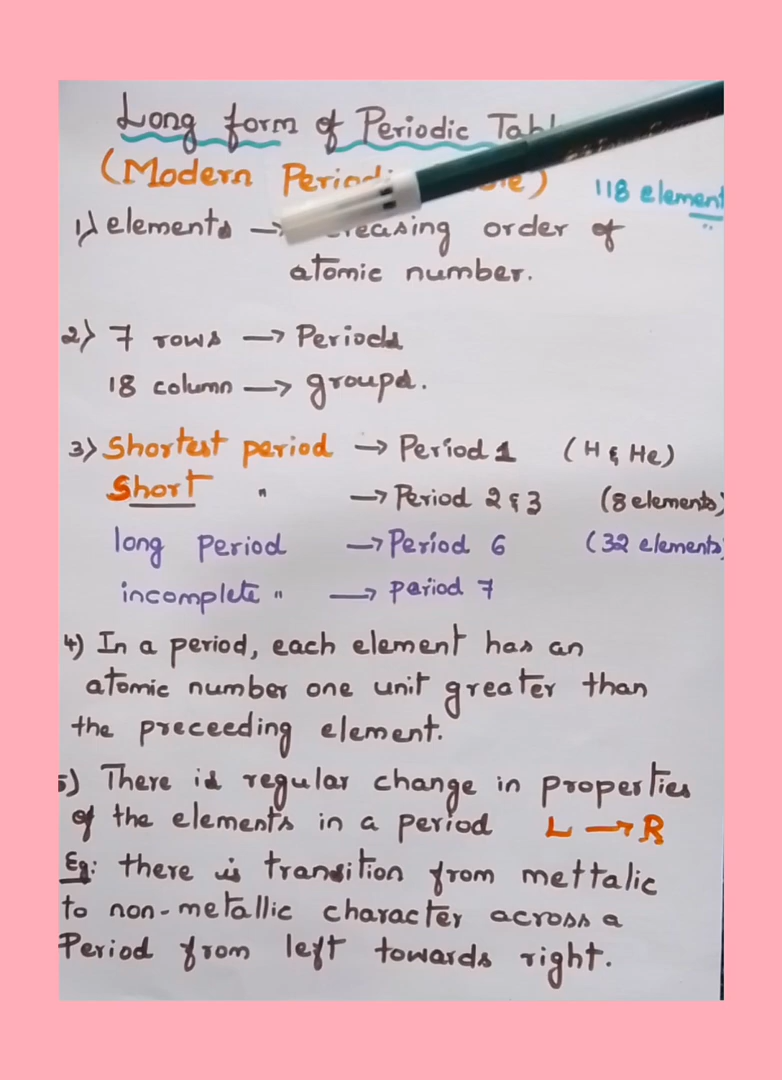 Long form of Periodic
(Modern
118 element
1) elements →
order of
atomic number.
2) 7 rows → Periods
18 column → groups.
3) Shortest period → Period 1 (H & He)
Short " → Period 2 & 3 (8 elements)
long period → Period 6 (32 elements)
incomplete " → period 7
4) In a period, each element has an
atomic number one unit greater than
the preceeding element.
5) There is regular change in properties
of the elements in a period L → R
Eg: there is transition from mettalic
to non-metallic character across a
Period from left towards right.